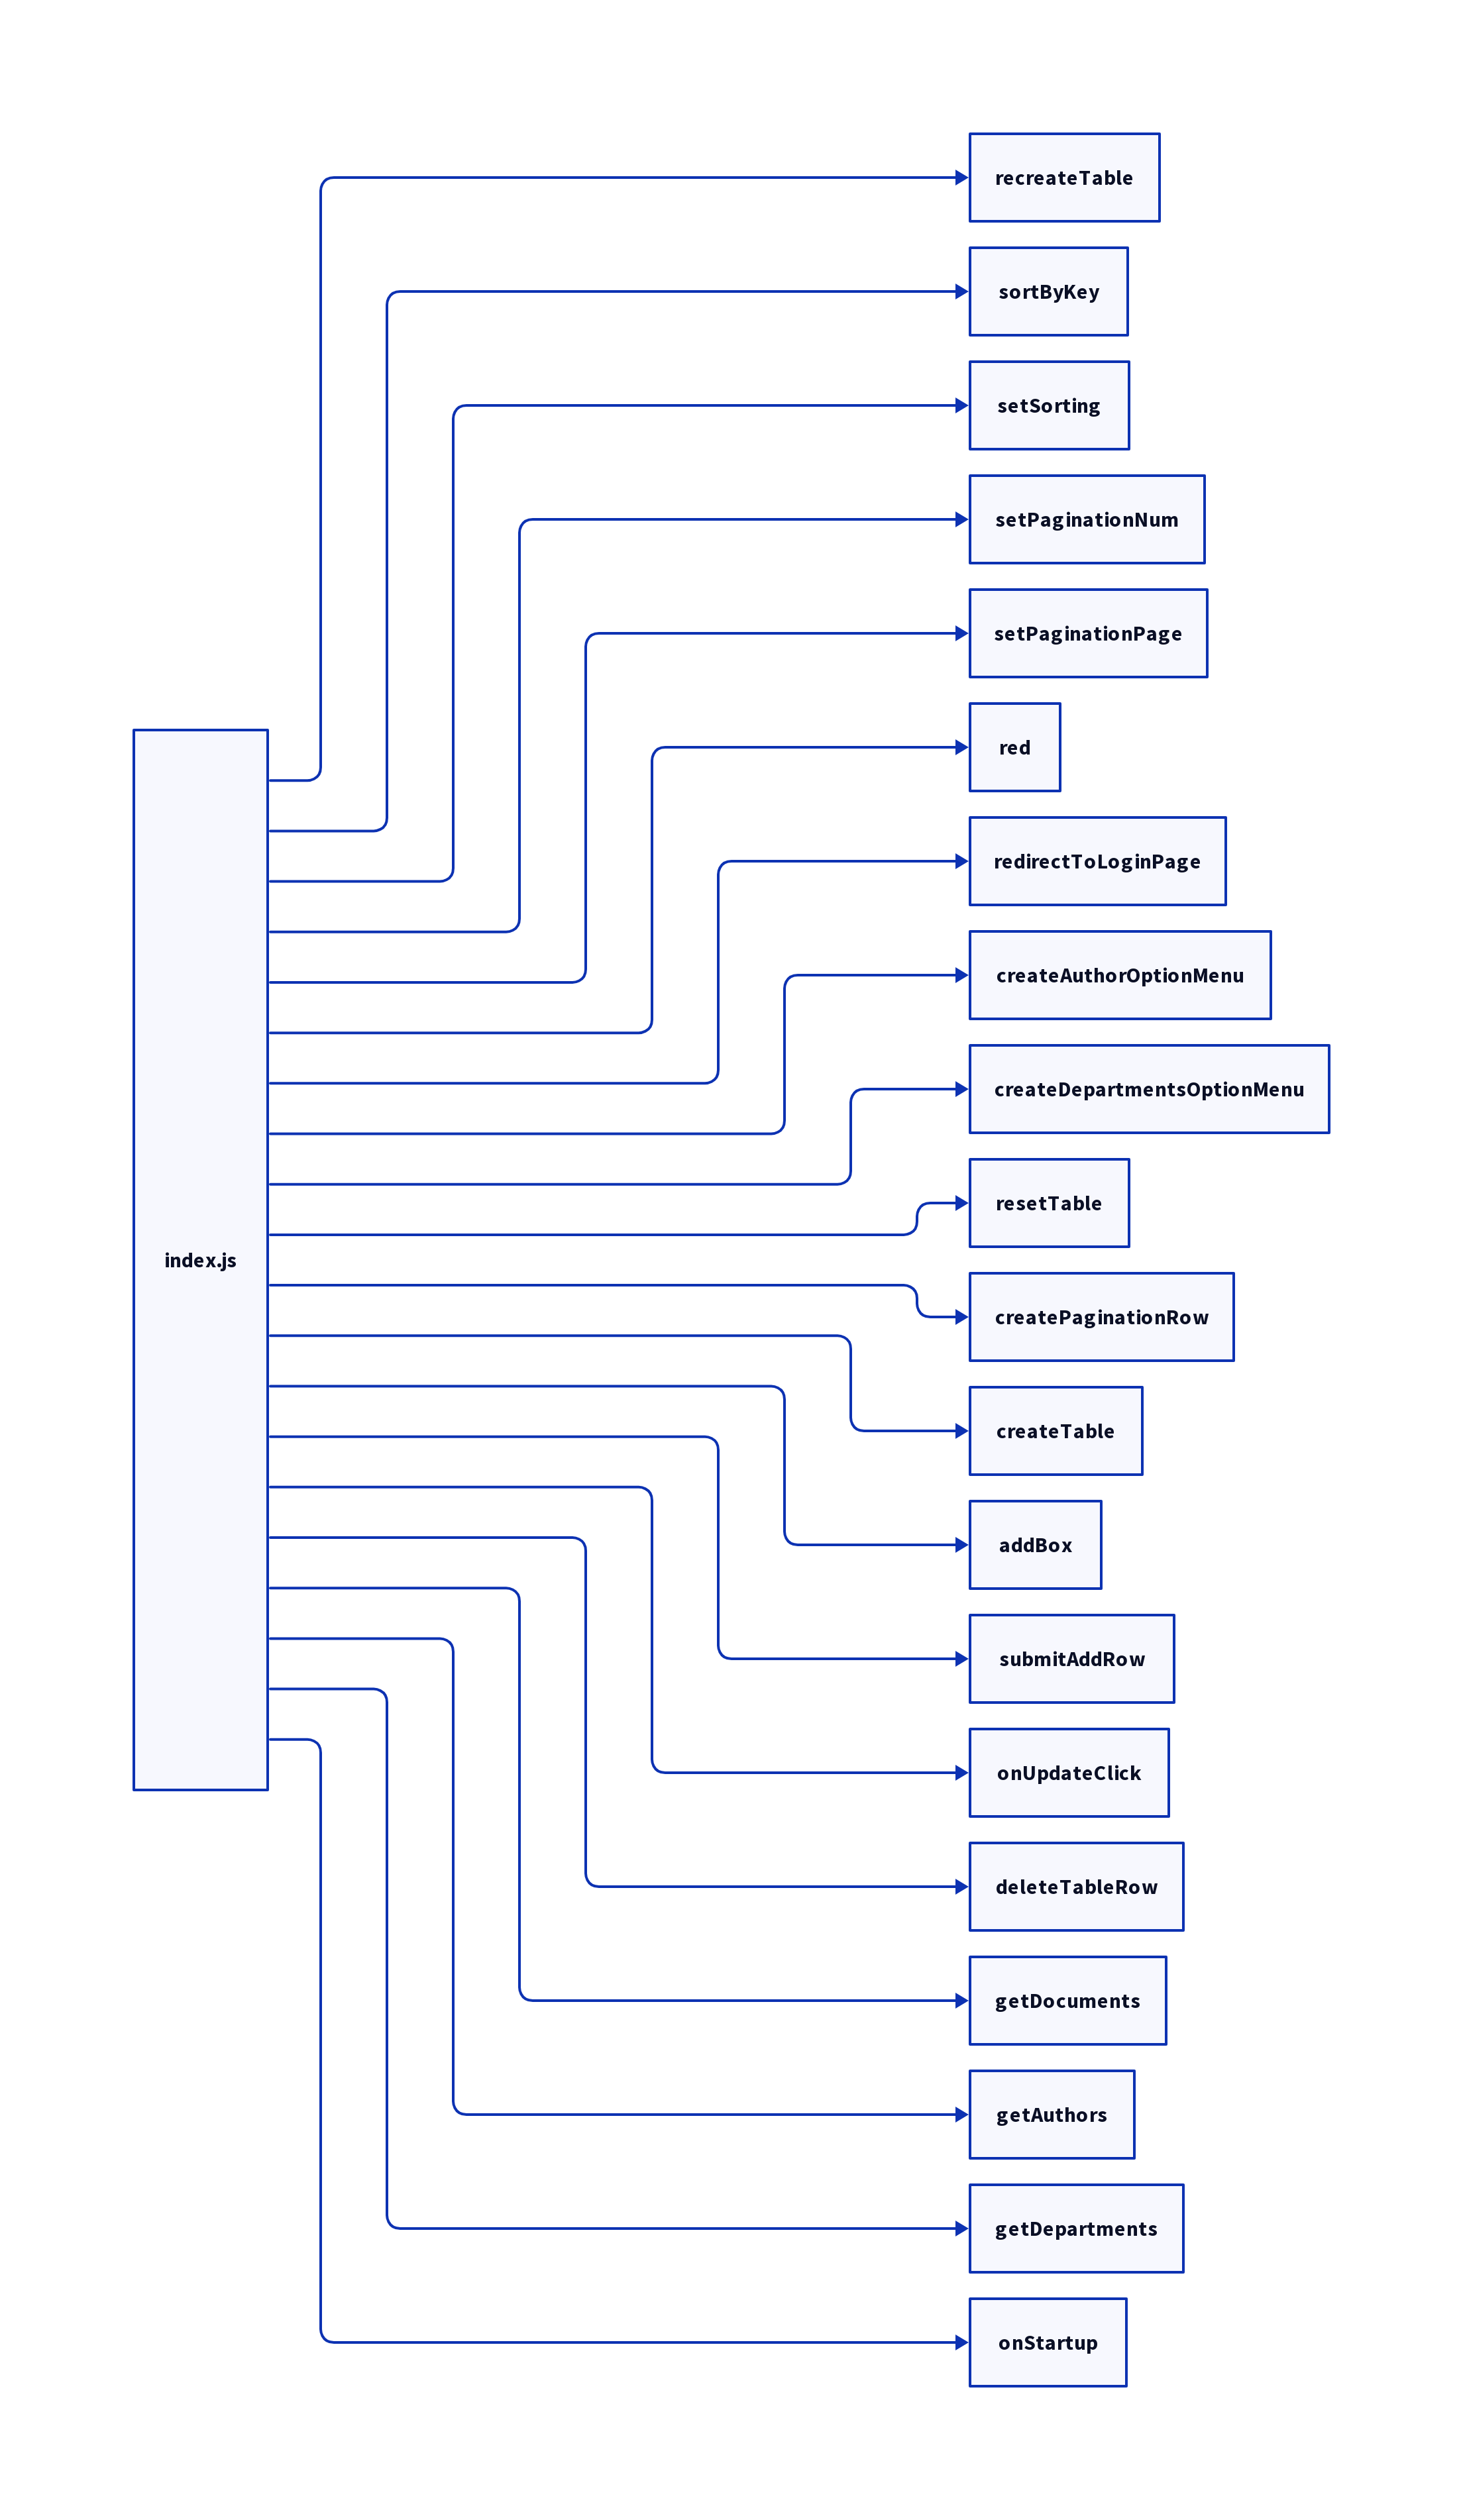 recreateTable
sortByKey
setSorting
setPaginationNum
setPaginationPage
red
redirectToLoginPage
createAuthorOptionMenu
createDepartmentsOptionMenu
resetTable
index.js
createPaginationRow
createTable
addBox
submitAddRow
onUpdateClick
deleteTableRow
getDocuments
getAuthors
getDepartments
onStartup